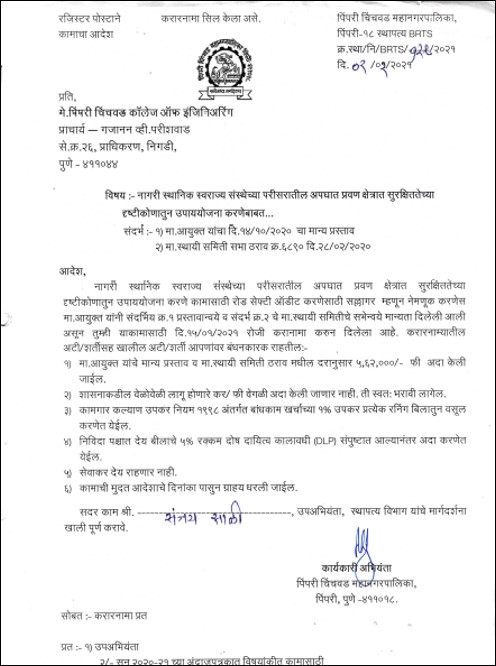 रजिस्टर पोस्टाने
करारनामा सिल केला असे.
पिंपरी चिंचवड महानगरपालिका,
कामाचा आदेश
पिंपरी-१८ स्थापत्य BRTS
क्र.स्था/नि/BRTS/ /२०२१
दि. ०२ /०२/२०२१
प्रति,
मे.पिंपरी चिंचवड कॉलेज ऑफ इंजिनिअरिंग
प्राचार्य – गजानन व्ही.परीशवाड
से.क्र.२६, प्राधिकरण, निगडी,
पुणे - ४११०४४
विषय :- नागरी स्थानिक स्वराज्य संस्थेच्या परीसरातील अपघात प्रवण क्षेत्रात सुरक्षिततेच्या
दृष्टीकोणातुन उपाययोजना करणेबाबत...
संदर्भ :- १) मा.आयुक्त यांचा दि.१४/१०/२०२० चा मान्य प्रस्ताव
२) मा.स्थायी समिती सभा ठराव क्र.६८९० दि.२८/०२/२०२०
आदेश,
नागरी स्थानिक स्वराज्य संस्थेच्या परीसरातील अपघात प्रवण क्षेत्रात सुरक्षिततेच्या
दृष्टीकोणातुन उपाययोजना करणे कामासाठी रोड सेफ्टी ऑडीट करणेसाठी सल्लागार म्हणून नेमणूक करणेस
मा.आयुक्त यांनी संदर्भिय क्र.१ प्रस्तावान्वये व संदर्भ क्र.२ चे मा.स्थायी समितीचे सभेन्वये मान्यता दिलेली आली
असून तुम्ही याकामासाठी दि.१५/०१/२०२१ रोजी करानामा करुन दिलेला आहे. करारनाम्यातील
अटी/शर्तीसह खालील अटी/शर्ती आपणांवर बंधनकारक राहतील:-
१) मा.आयुक्त यांचे मान्य प्रस्ताव व मा.स्थायी समिती ठराव मधील दरानुसार ५,६२,०००/- फी अदा केली
जाईल.
२) शासनाकडील वेळोवेळी लागू होणारे कर/ फी वेगळी अदा केली जाणार नाही. ती स्वत: भरावी लागेल.
३) कामगार कल्याण उपकर नियम १९९८ अंतर्गत बांधकाम खर्चाच्या १% उपकर प्रत्येक रनिंग बिलातुन वसूल
करणेत येईल.
४) निविदा पक्षात देय बीलाचे ५% रक्कम दोष दायित्व कालावधी (DLP) संपुष्टात आल्यानंतर अदा करणेत
येईल.
५) सेवाकर देय राहणार नाही.
६) कामाची मुदत आदेशाचे दिनांका पासुन ग्राहय धरली जाईल.
सदर काम श्री. संजय साळी, उपअभियंता, स्थापत्य विभाग यांचे मार्गदर्शना
खाली पूर्ण करावे.
कार्यकारी अभियंता
पिंपरी चिंचवड महानगरपालिका,
पिंपरी, पुणे -४११०१८.
सोबत :- करारनामा प्रत
प्रत :- १) उपअभियंता
२/- सन २०२०-२१ च्या अंदाजपत्रकात विषयांकीत कामासाठी